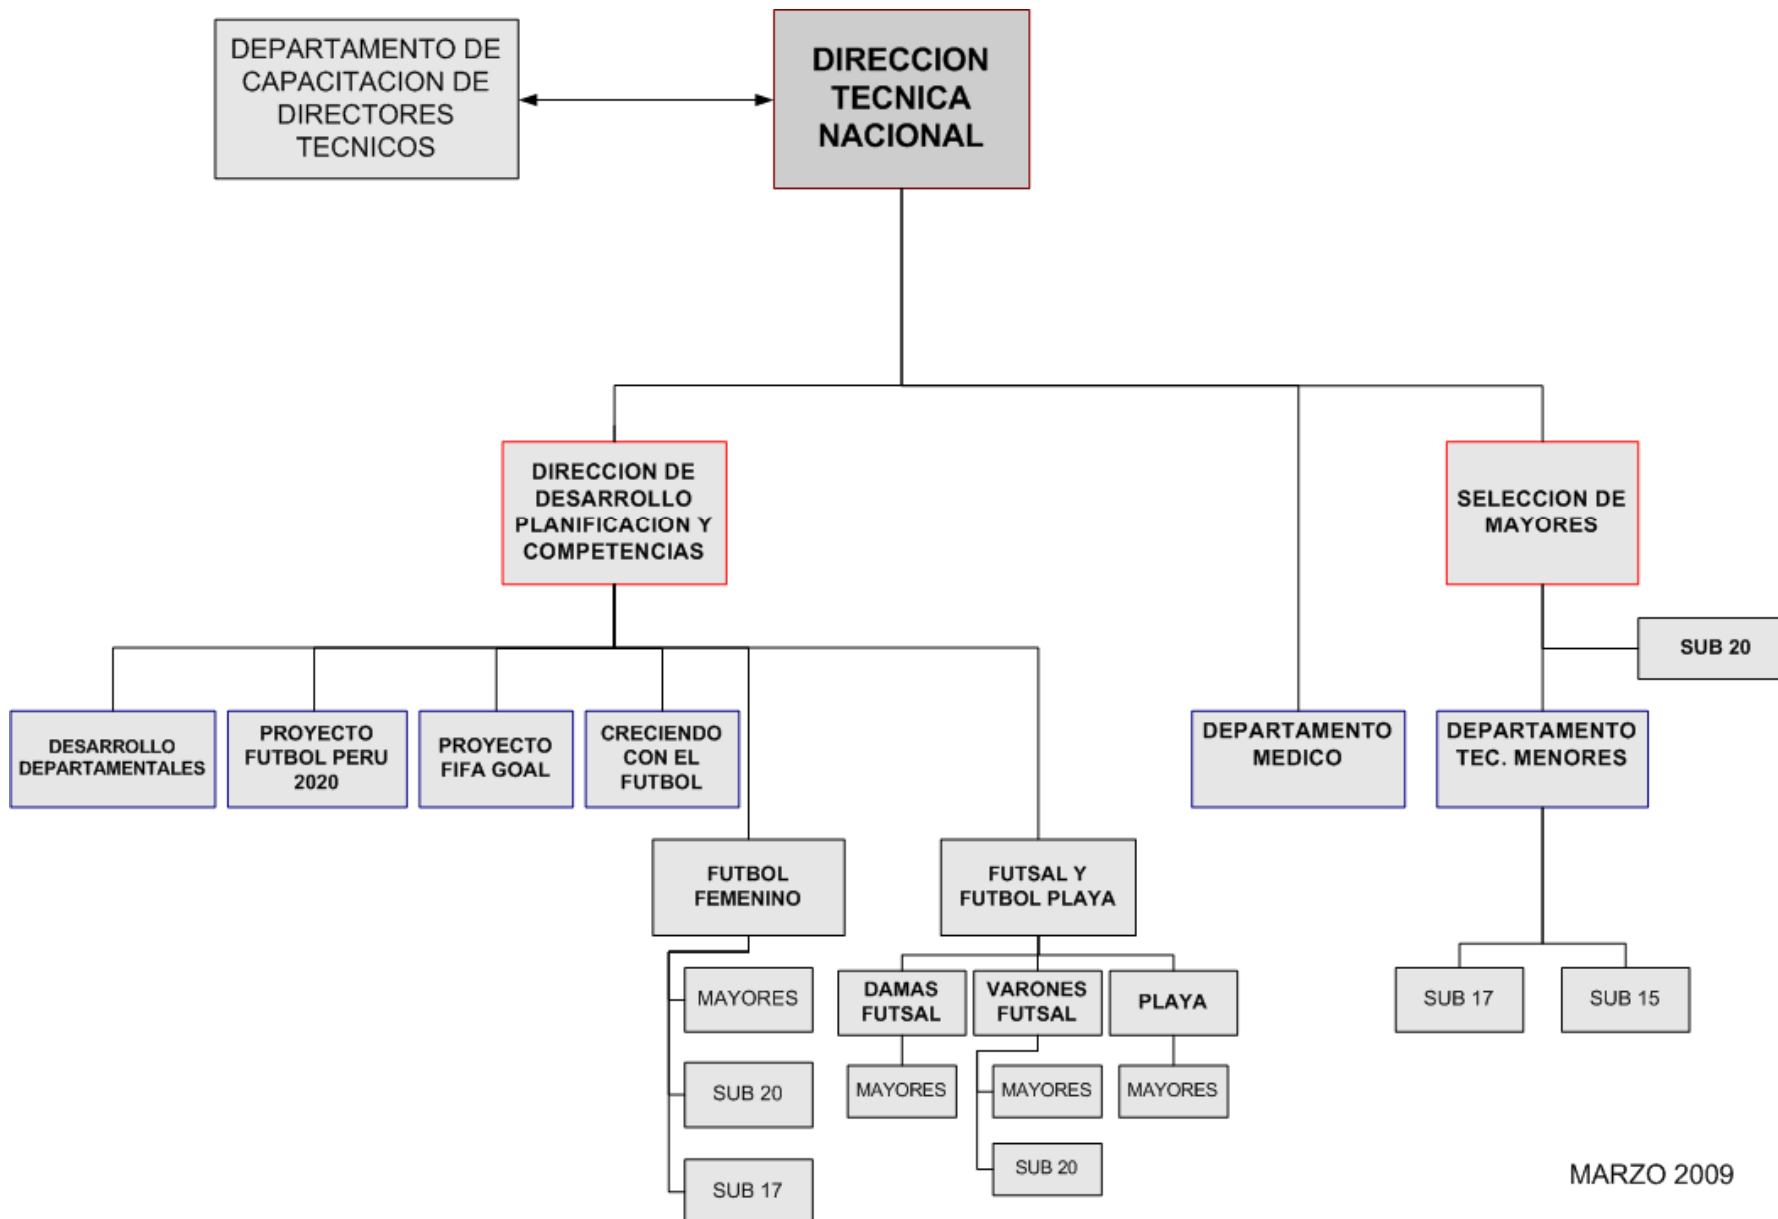 DEPARTAMENTO DE
CAPACITACION DE
DIRECTORES
TECNICOS
DIRECCION
TECNICA
NACIONAL
DIRECCION DE
DESARROLLO
PLANIFICACION Y
COMPETENCIAS
SELECCION DE
MAYORES
SUB 20
DESARROLLO
DEPARTAMENTALES
PROYECTO
FUTBOL PERU
2020
PROYECTO
FIFA GOAL
CRECIENDO
CON EL
FUTBOL
DEPARTAMENTO
MEDICO
DEPARTAMENTO
TEC. MENORES
FUTBOL
FEMENINO
FUTSAL Y
FUTBOL PLAYA
MAYORES
SUB 20
SUB 17
DAMAS
FUTSAL
VARONES
FUTSAL
PLAYA
MAYORES
MAYORES
MAYORES
SUB 20
SUB 17
SUB 15
MARZO 2009